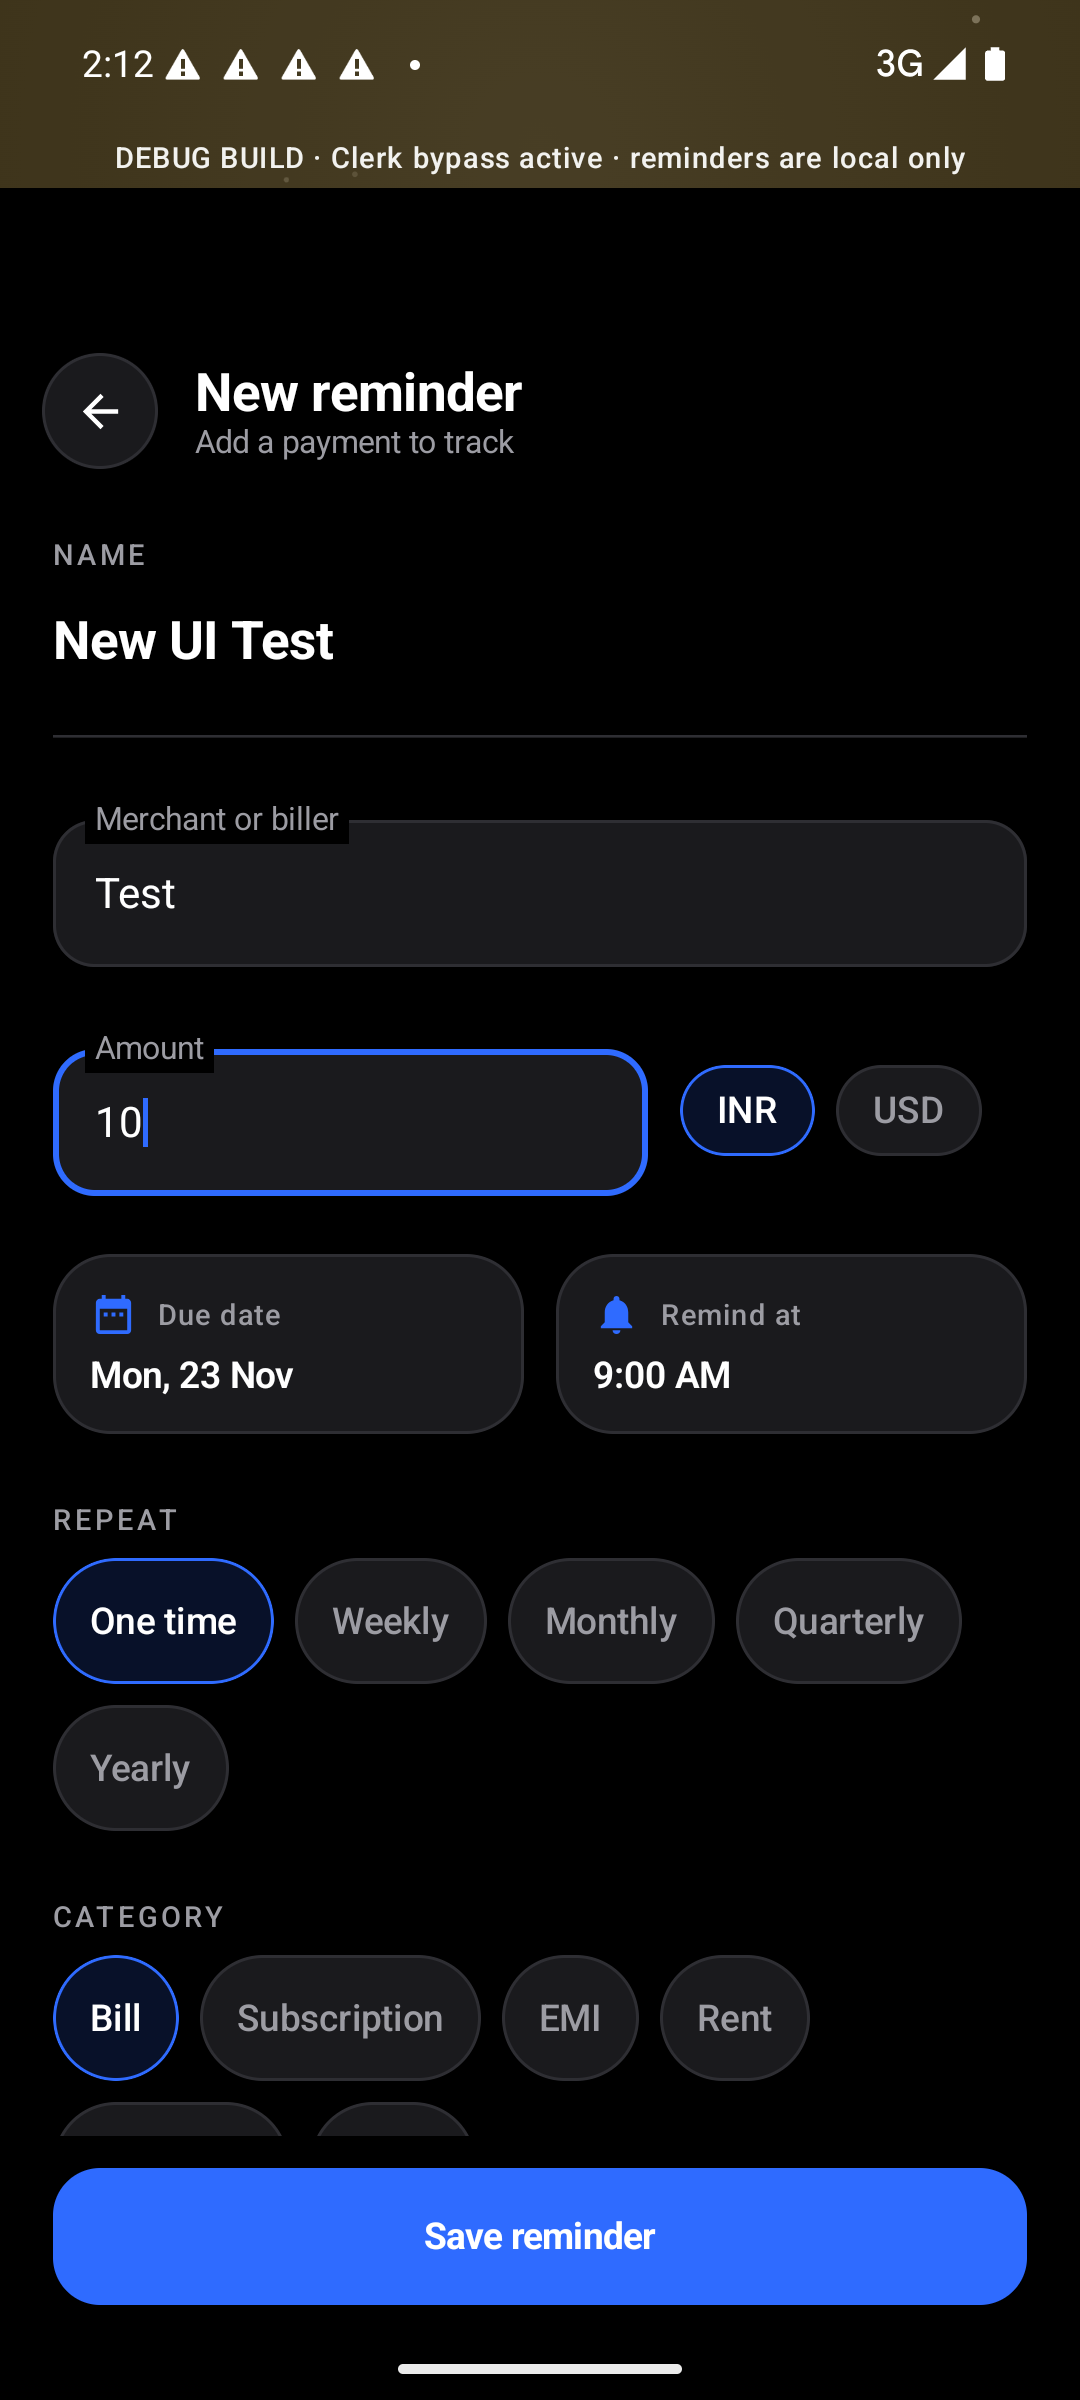 2:12
3G
DEBUG BUILD · Clerk bypass active · reminders are local only
New reminder
Add a payment to track
NAME
New UI Test
Merchant or biller
Test
Amount
10
INR
USD
Due date
Mon, 23 Nov
Remind at
9:00 AM
REPEAT
One time
Weekly
Monthly
Quarterly
Yearly
CATEGORY
Bill
Subscription
EMI
Rent
Save reminder